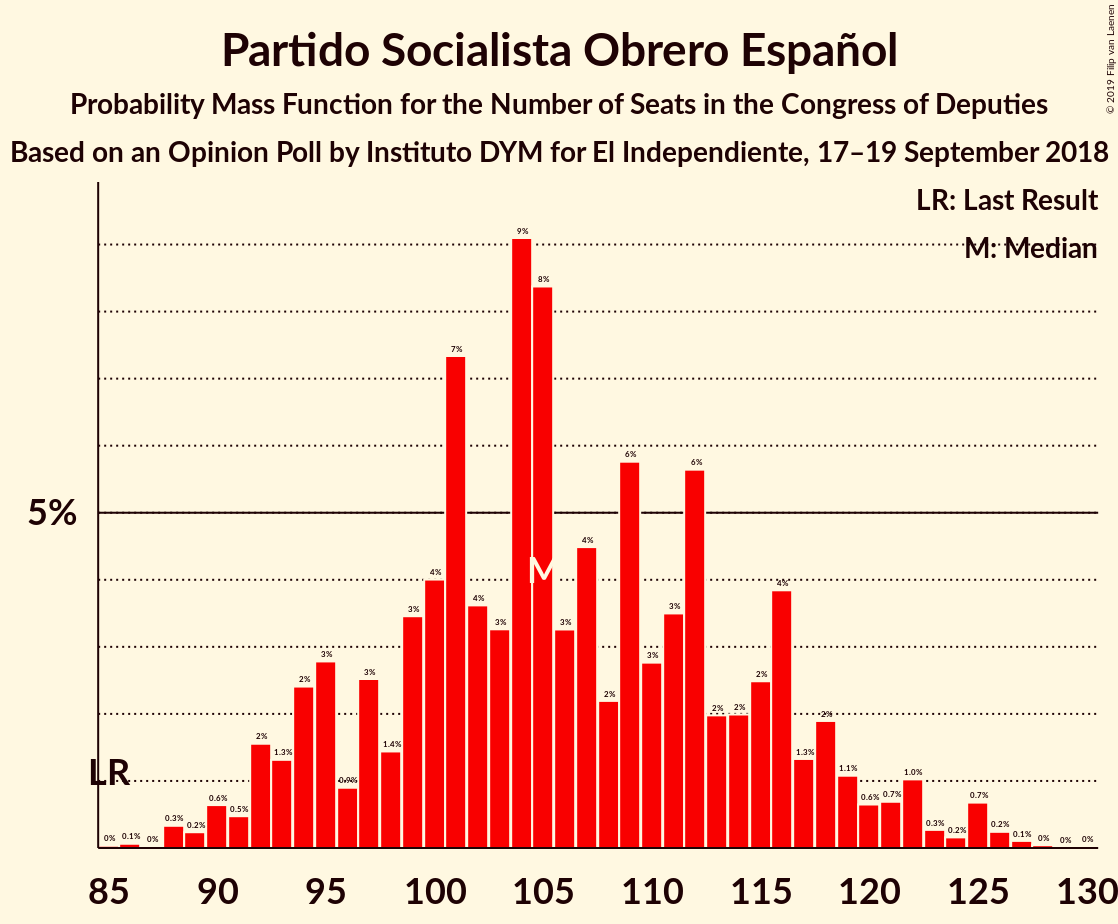 Partido Socialista Obrero Español
Probability Mass Function for the Number of Seats in the Congress of Deputies
Based on an Opinion Poll by Instituto DYM for El Independiente, 17–19 September 2018
© 2019 Filip van Laenen
LR: Last Result
M: Median
5%
LR
M
0% 0.1% 0% 0.3% 0.2% 0.6% 0.5% 2% 1.3% 2% 3% 0.9% 3% 1.4% 3% 4% 7% 4% 3% 9% 8% 3% 4% 2% 6% 3% 3% 6% 2% 2% 2% 4% 1.3% 2% 1.1% 0.6% 0.7% 1.0% 0.3% 0.2% 0.7% 0.2% 0.1% 0% 0% 0%
85 90 95 100 105 110 115 120 125 130